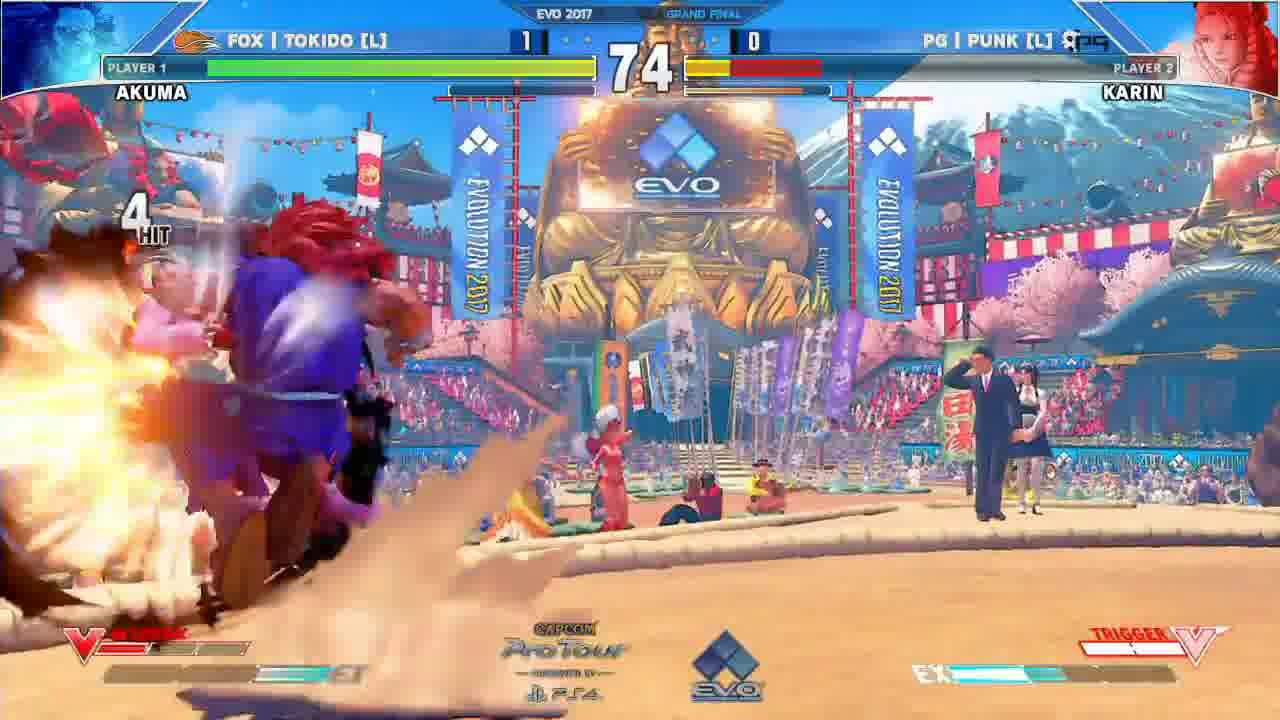 EVO 2017 GRAND FINAL
FOX | TOKIDO [L] 1 0 PG | PUNK [L]
PLAYER 1 74 PLAYER 2
AKUMA KARIN
EVO
EVOLUTION 2017
EVOLUTION 2017
4
HIT
TRIGGER
EX
CAPCOM
Pro Tour
PS4
EVO